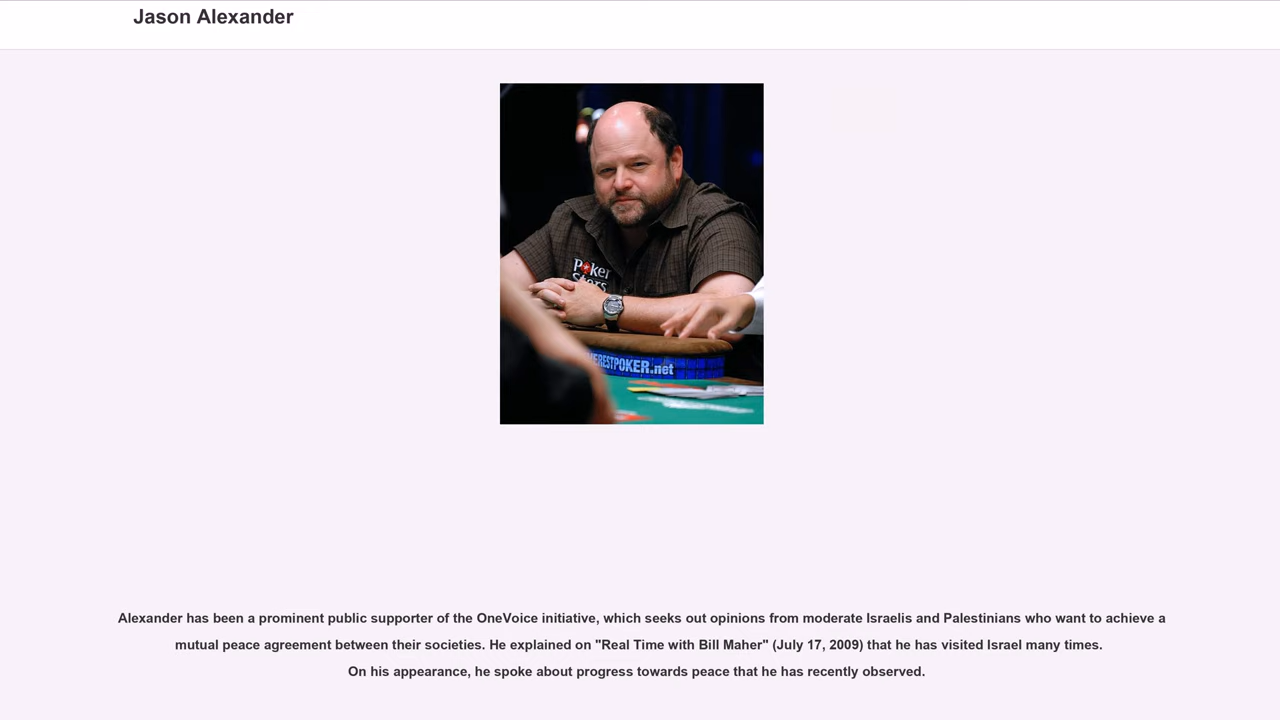 Jason Alexander
Poker
Stars
ERESTPOKER.net
Alexander has been a prominent public supporter of the OneVoice initiative, which seeks out opinions from moderate Israelis and Palestinians who want to achieve a
mutual peace agreement between their societies. He explained on "Real Time with Bill Maher" (July 17, 2009) that he has visited Israel many times.
On his appearance, he spoke about progress towards peace that he has recently observed.